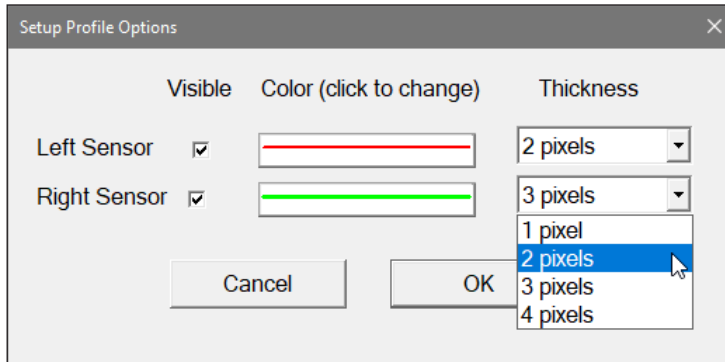 Setup Profile Options
Visible Color (click to change) Thickness
Left Sensor 2 pixels
Right Sensor 3 pixels
1 pixel
2 pixels
Cancel OK 3 pixels
4 pixels